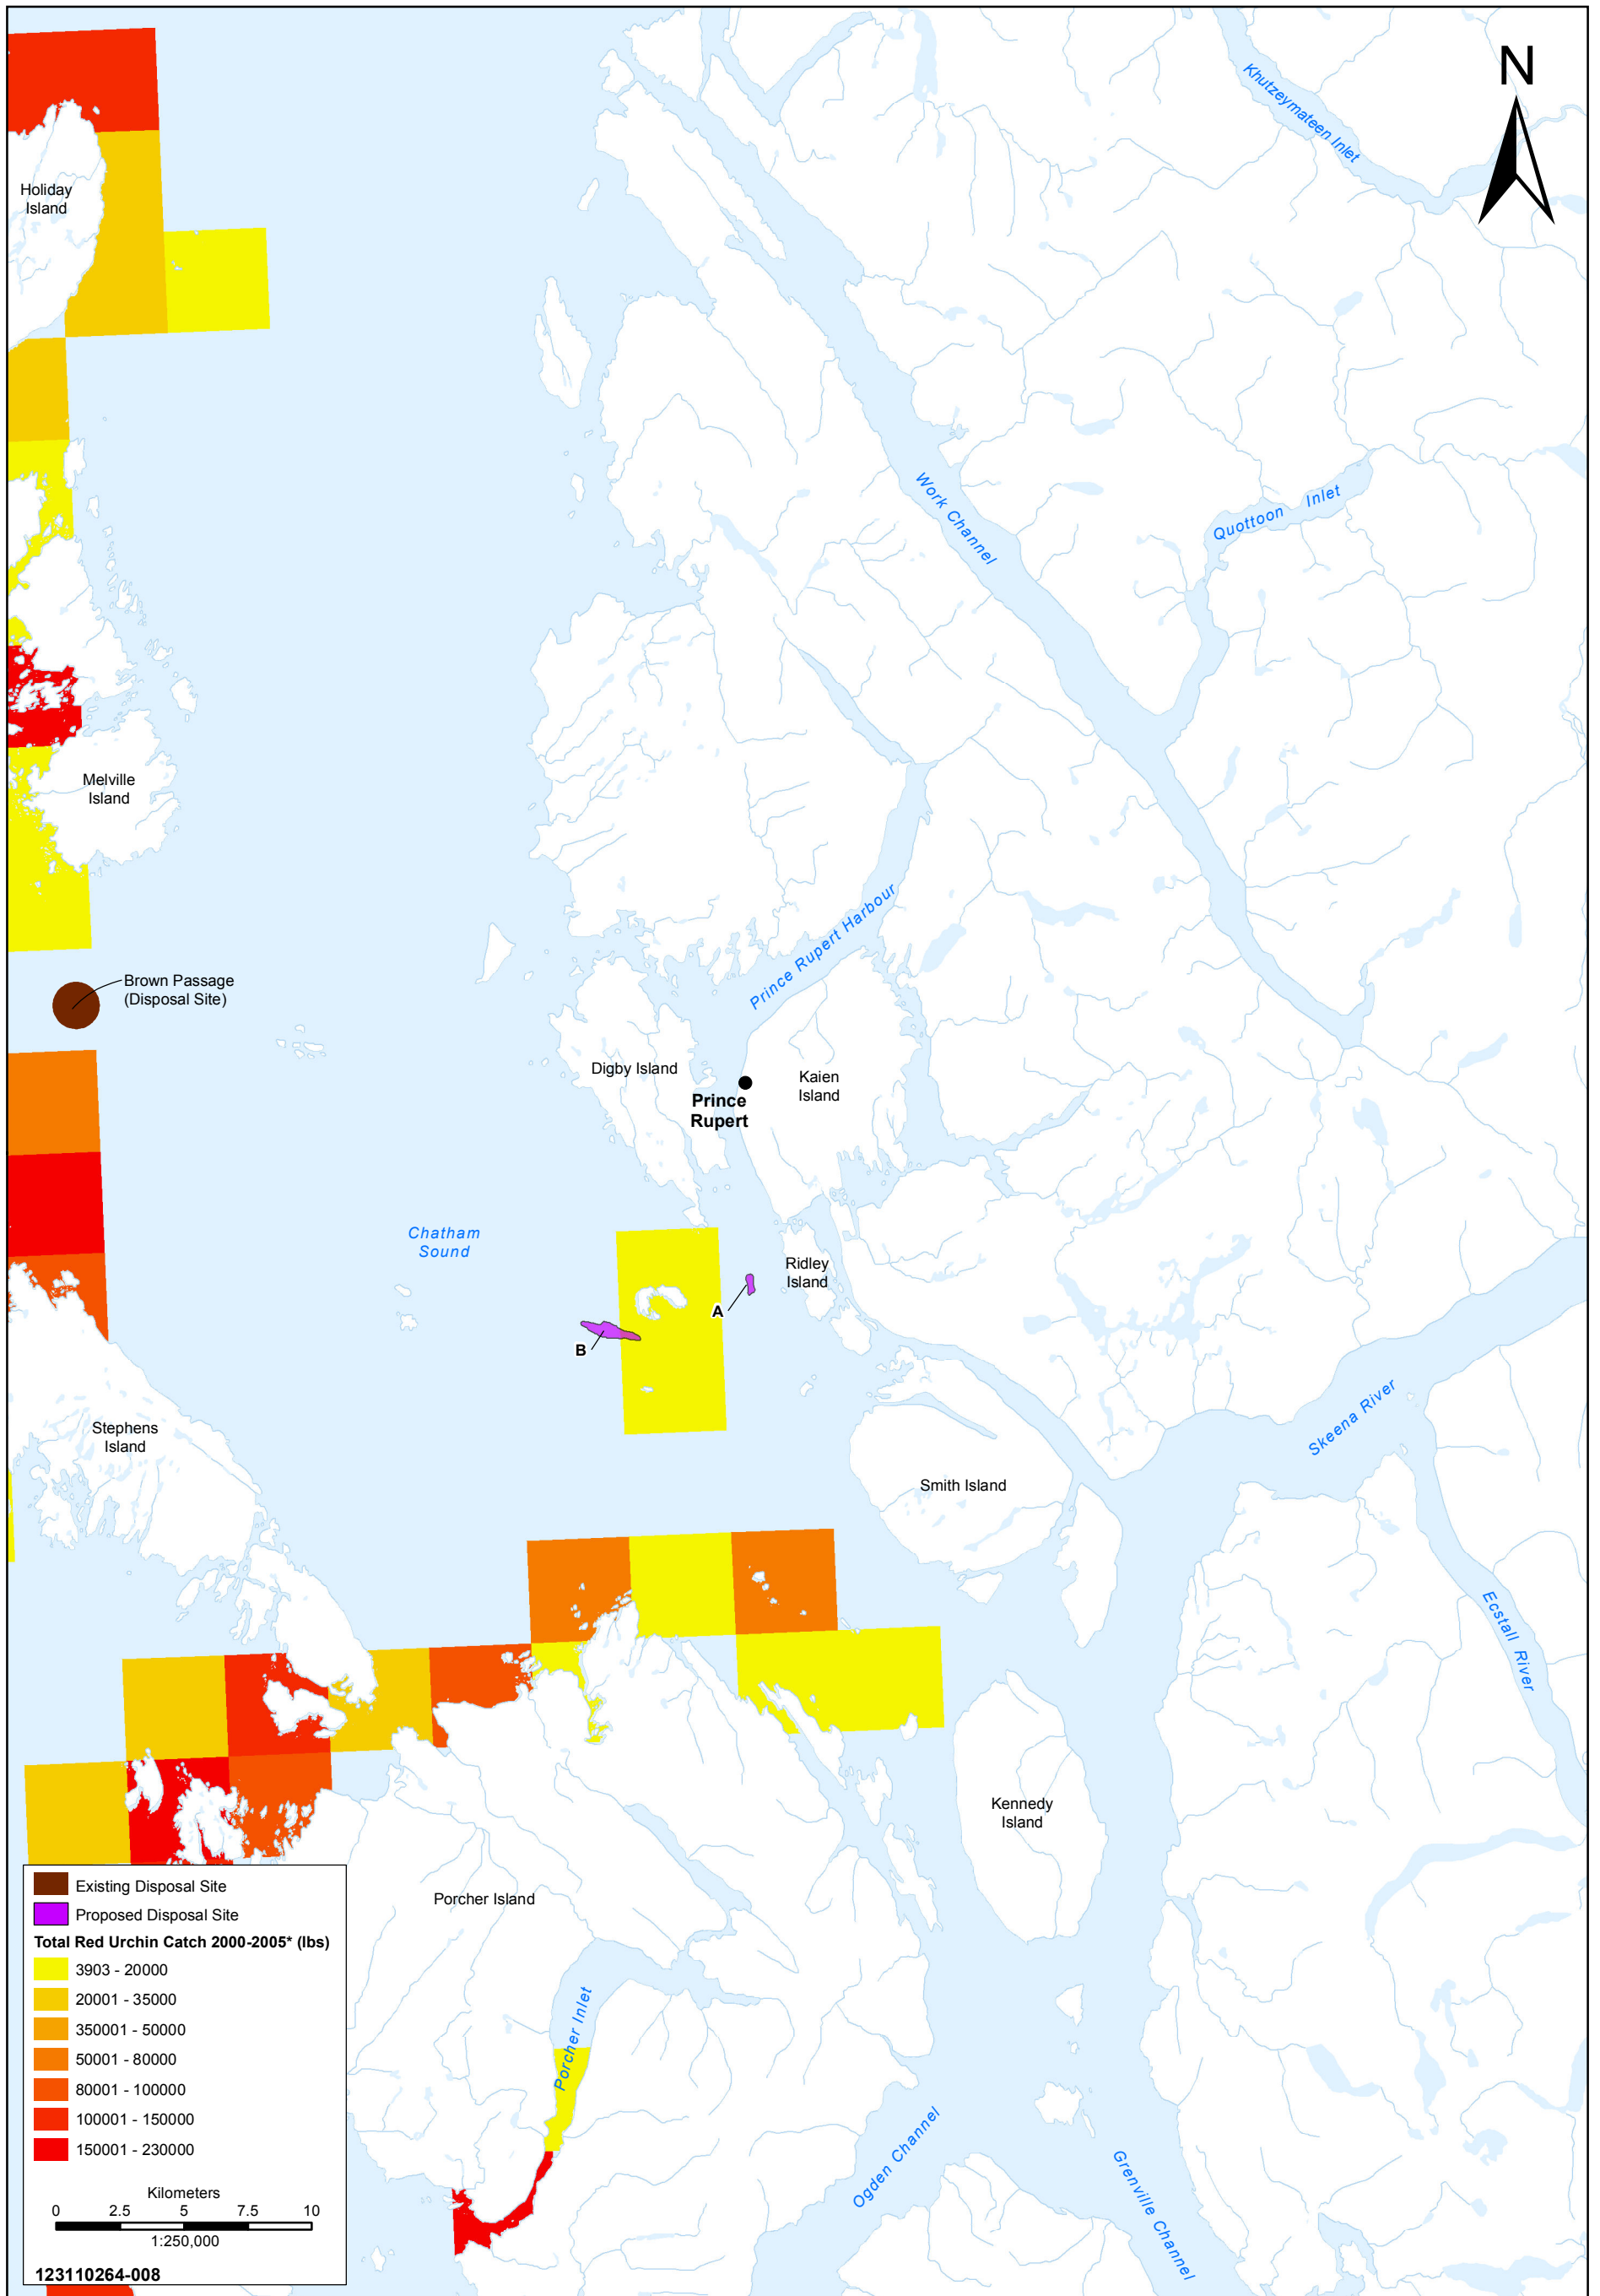 N
Khutzeymateen Inlet
Holiday
Island
Work Channel
Quottoon Inlet
Melville
Island
Prince Rupert Harbour
Brown Passage
(Disposal Site)
Digby Island
Kaien
Island
Prince
Rupert
Chatham
Sound
Ridley
Island
A
B
Skeena River
Stephens
Island
Smith Island
Ecstall River
Kennedy
Island
Porcher Island
Porcher Inlet
Ogden Channel
Grenville Channel
Existing Disposal Site
Proposed Disposal Site
Total Red Urchin Catch 2000-2005* (lbs)
3903 - 20000
20001 - 35000
350001 - 50000
50001 - 80000
80001 - 100000
100001 - 150000
150001 - 230000
Kilometers
0 2.5 5 7.5 10
1:250,000
123110264-008